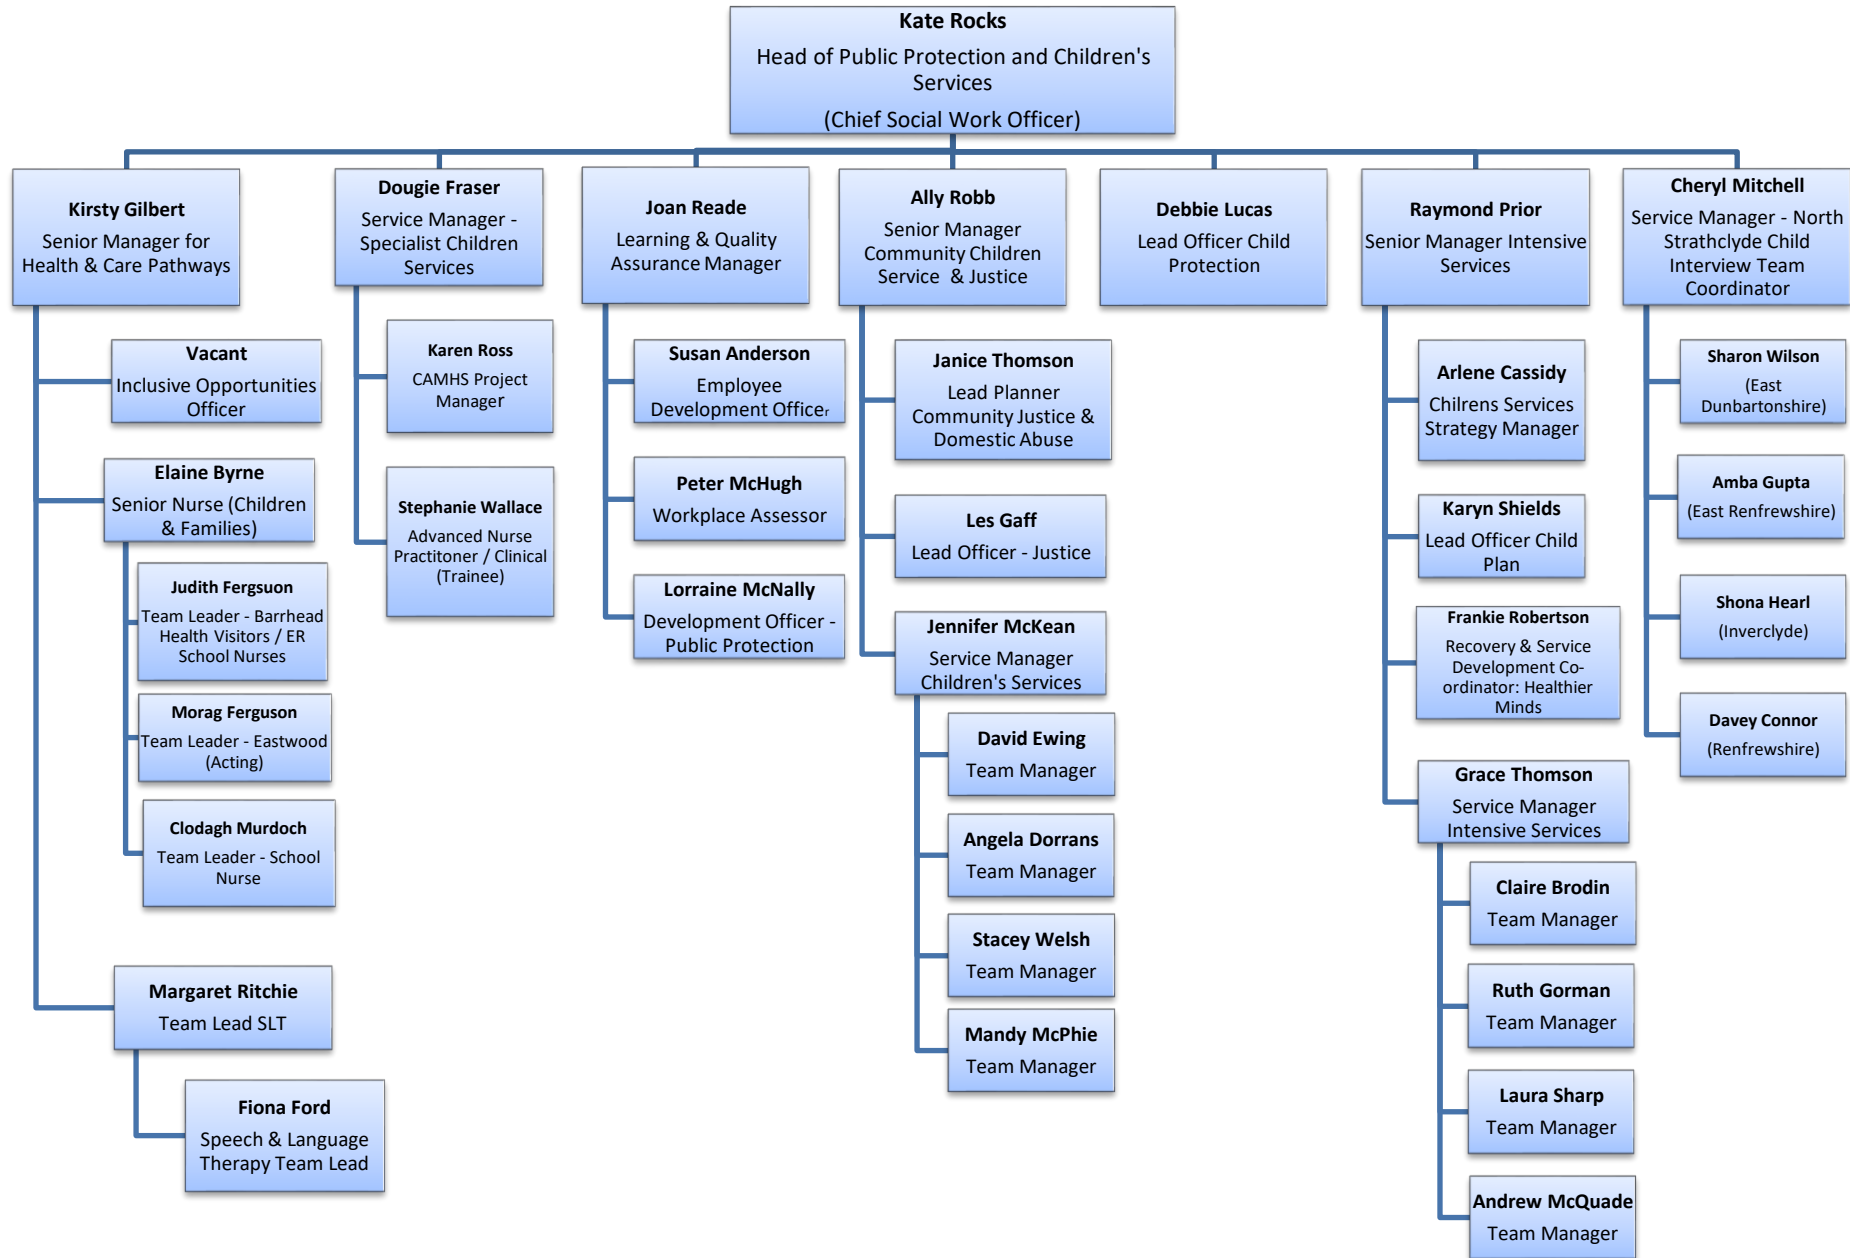 Kate Rocks
Head of Public Protection and Children's
Services
(Chief Social Work Officer)
Kirsty Gilbert
Senior Manager for
Health & Care Pathways
Vacant
Inclusive Opportunities
Officer
Elaine Byrne
Senior Nurse (Children
& Families)
Judith Fergsuon
Team Leader - Barrhead
Health Visitors / ER
School Nurses
Morag Ferguson
Team Leader - Eastwood
(Acting)
Clodagh Murdoch
Team Leader - School
Nurse
Margaret Ritchie
Team Lead SLT
Fiona Ford
Speech & Language
Therapy Team Lead
Dougie Fraser
Service Manager -
Specialist Children
Services
Karen Ross
CAMHS Project
Manager
Stephanie Wallace
Advanced Nurse
Practitoner / Clinical
(Trainee)
Joan Reade
Learning & Quality
Assurance Manager
Susan Anderson
Employee
Development Officer
Peter McHugh
Workplace Assessor
Lorraine McNally
Development Officer -
Public Protection
Ally Robb
Senior Manager
Community Children
Service & Justice
Janice Thomson
Lead Planner
Community Justice &
Domestic Abuse
Les Gaff
Lead Officer - Justice
Jennifer McKean
Service Manager
Children's Services
David Ewing
Team Manager
Angela Dorrans
Team Manager
Stacey Welsh
Team Manager
Mandy McPhie
Team Manager
Debbie Lucas
Lead Officer Child
Protection
Raymond Prior
Senior Manager Intensive
Services
Arlene Cassidy
Chilrens Services
Strategy Manager
Karyn Shields
Lead Officer Child
Plan
Frankie Robertson
Recovery & Service
Development Co-
ordinator: Healthier
Minds
Grace Thomson
Service Manager
Intensive Services
Claire Brodin
Team Manager
Ruth Gorman
Team Manager
Laura Sharp
Team Manager
Andrew McQuade
Team Manager
Cheryl Mitchell
Service Manager - North
Strathclyde Child
Interview Team
Coordinator
Sharon Wilson
(East
Dunbartonshire)
Amba Gupta
(East Renfrewshire)
Shona Hearl
(Inverclyde)
Davey Connor
(Renfrewshire)